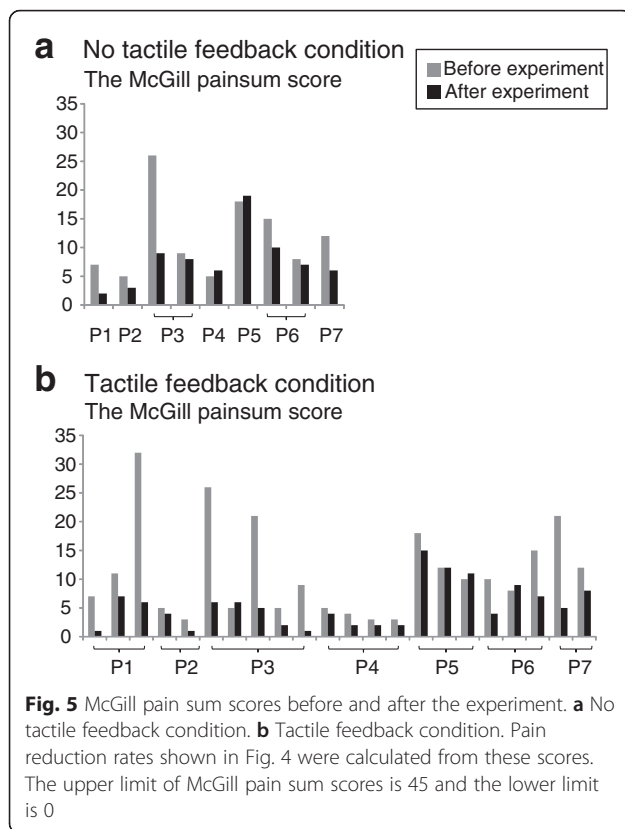 a No tactile feedback condition
The McGill painsum score
Before experiment
After experiment
35
30
25
20
15
10
5
0
P1 P2 P3 P4 P5 P6 P7
b Tactile feedback condition
The McGill painsum score
35
30
25
20
15
10
5
0
P1 P2 P3 P4 P5 P6 P7
Fig. 5 McGill pain sum scores before and after the experiment. a No
tactile feedback condition. b Tactile feedback condition. Pain
reduction rates shown in Fig. 4 were calculated from these scores.
The upper limit of McGill pain sum scores is 45 and the lower limit
is 0